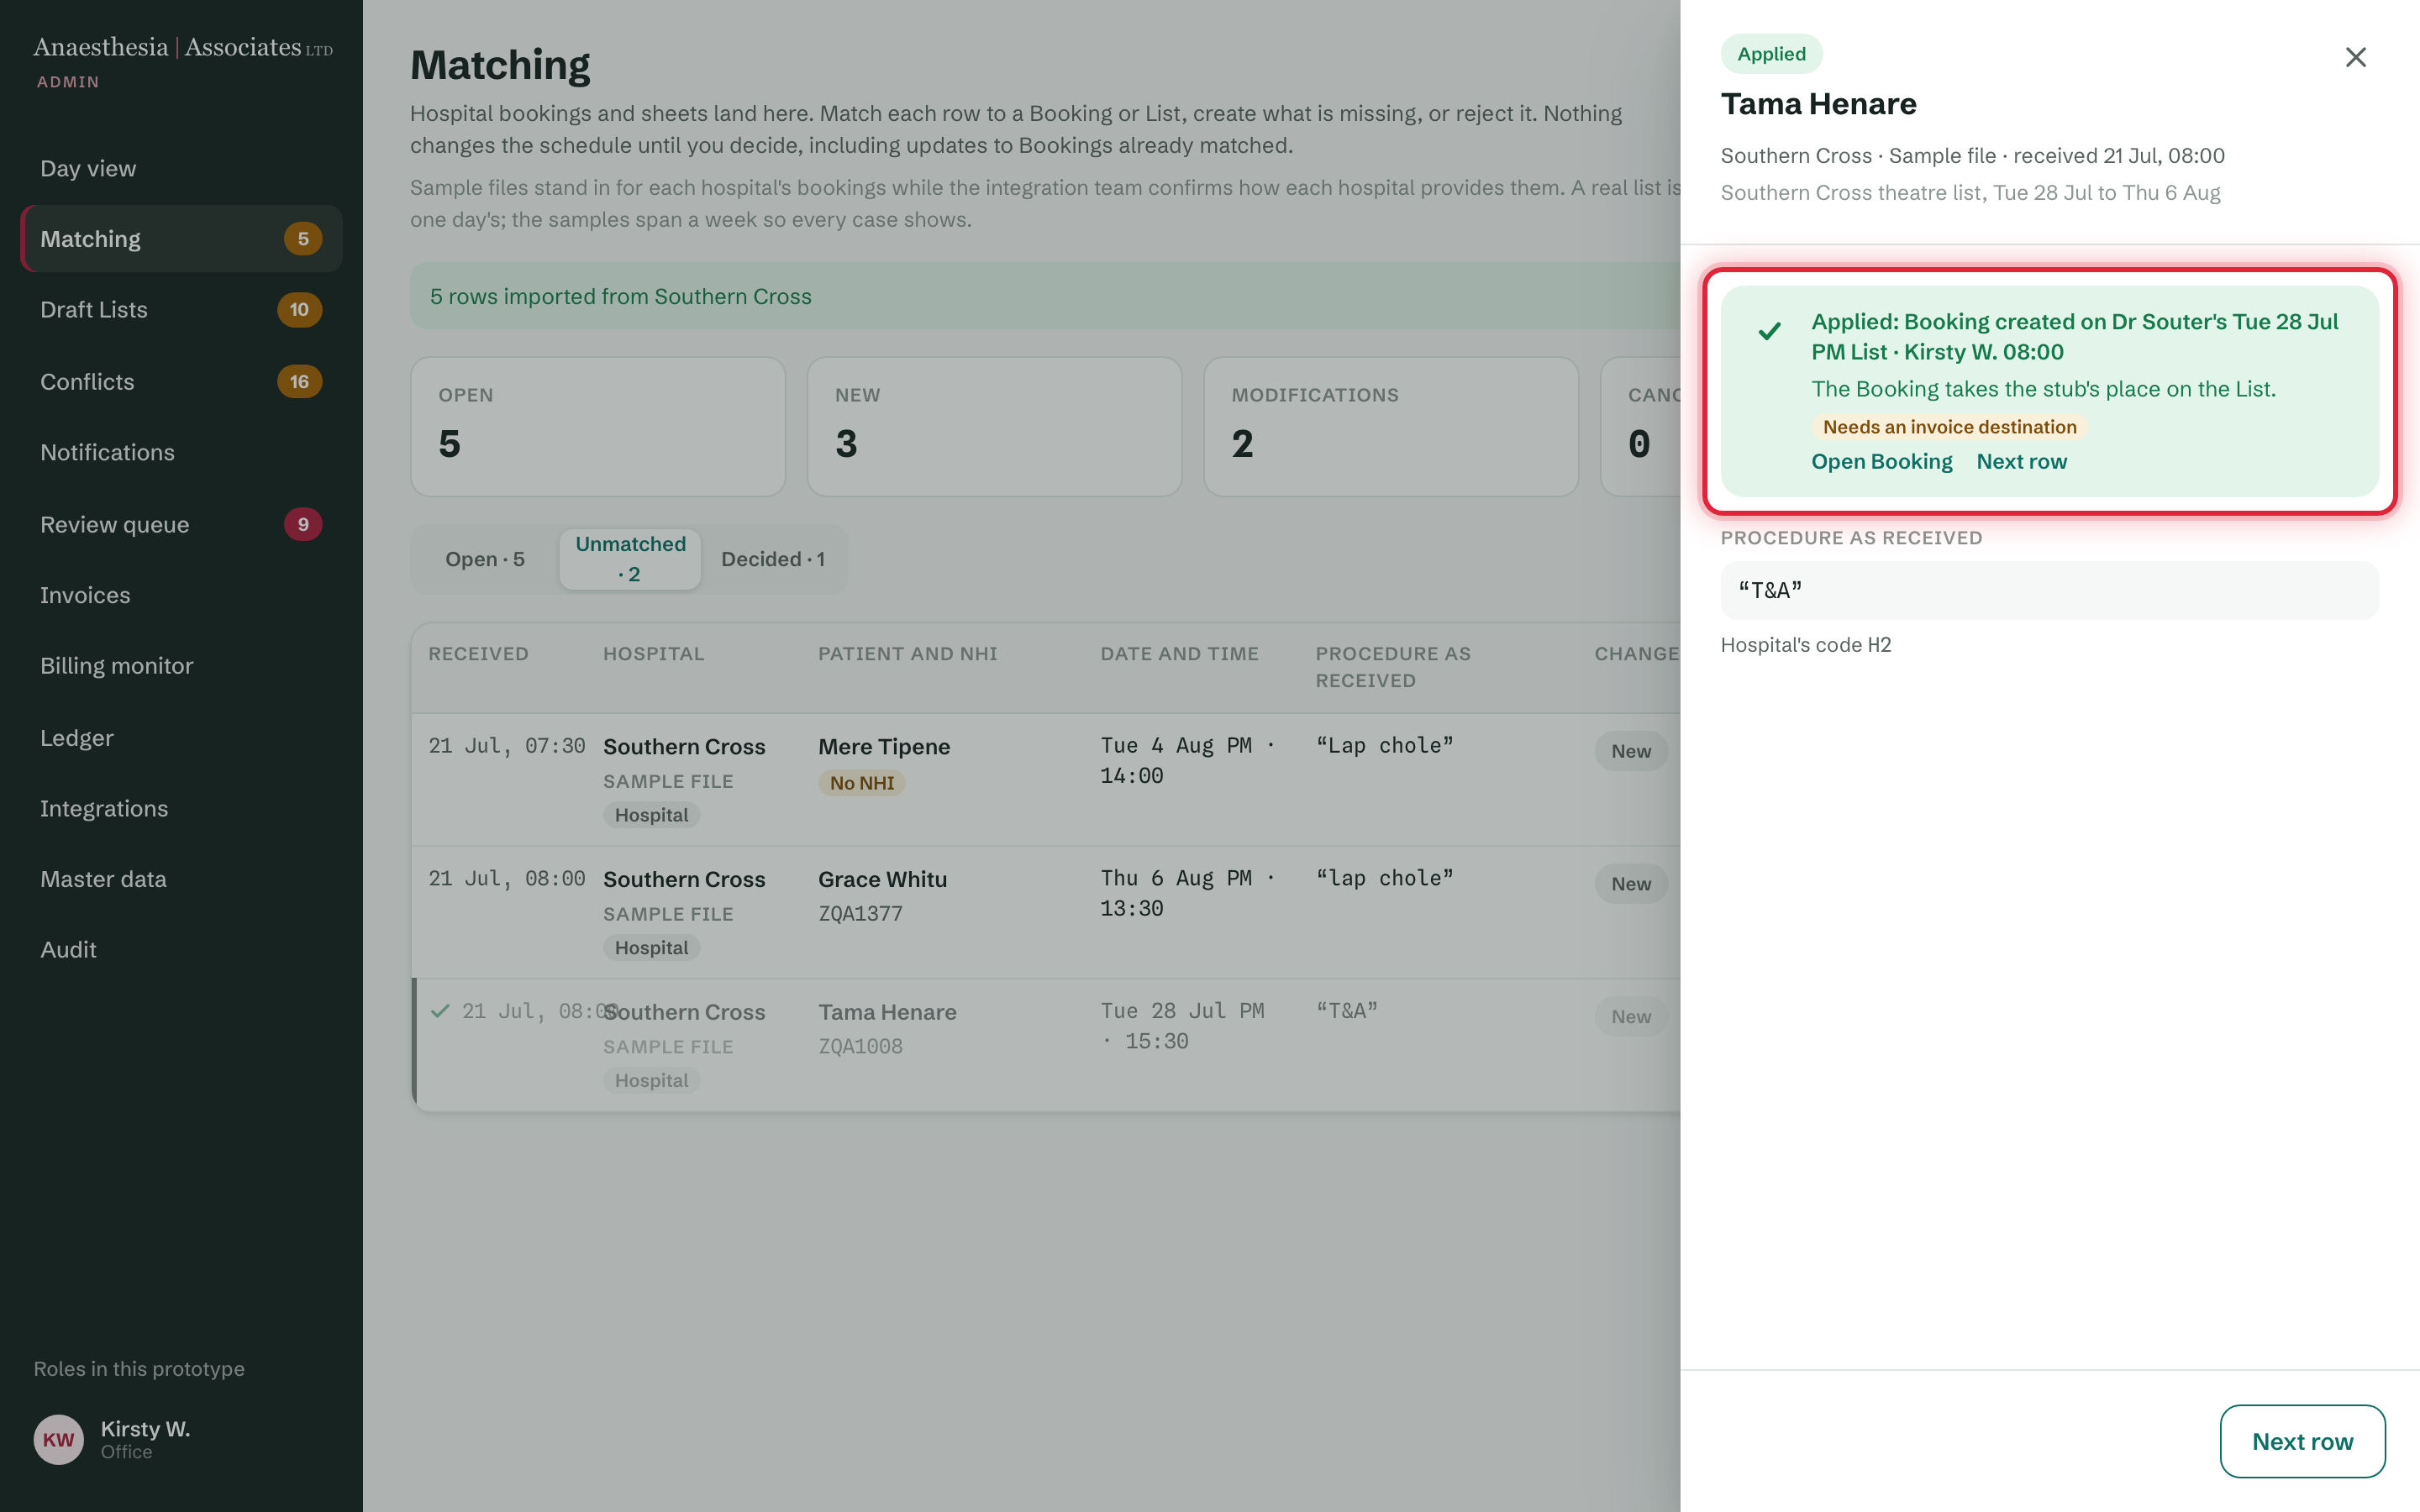 Anaesthesia | Associates LTD
ADMIN
Day view
Matching 5
Draft Lists 10
Conflicts 16
Notifications
Review queue 9
Invoices
Billing monitor
Ledger
Integrations
Master data
Audit
Roles in this prototype
KW
Kirsty W.
Office
Matching
Hospital bookings and sheets land here. Match each row to a Booking or List, create what is missing, or reject it. Nothing
changes the schedule until you decide, including updates to Bookings already matched.
Sample files stand in for each hospital's bookings while the integration team confirms how each hospital provides them. A real list is
one day's; the samples span a week so every case shows.
5 rows imported from Southern Cross
OPEN
5
NEW
3
MODIFICATIONS
2
CANC
0
Open · 5
Unmatched
· 2
Decided · 1
RECEIVED HOSPITAL PATIENT AND NHI DATE AND TIME PROCEDURE AS CHANGE
RECEIVED
21 Jul, 07:30 Southern Cross Mere Tipene Tue 4 Aug PM · “Lap chole” New
SAMPLE FILE No NHI 14:00
Hospital
21 Jul, 08:00 Southern Cross Grace Whitu Thu 6 Aug PM · “lap chole” New
SAMPLE FILE ZQA1377 13:30
Hospital
21 Jul, 08:00 Southern Cross Tama Henare Tue 28 Jul PM “T&A” New
SAMPLE FILE ZQA1008 · 15:30
Hospital
Applied
Tama Henare
Southern Cross · Sample file · received 21 Jul, 08:00
Southern Cross theatre list, Tue 28 Jul to Thu 6 Aug
Applied: Booking created on Dr Souter's Tue 28 Jul
PM List · Kirsty W. 08:00
The Booking takes the stub's place on the List.
Needs an invoice destination
Open Booking Next row
PROCEDURE AS RECEIVED
“T&A”
Hospital's code H2
Next row